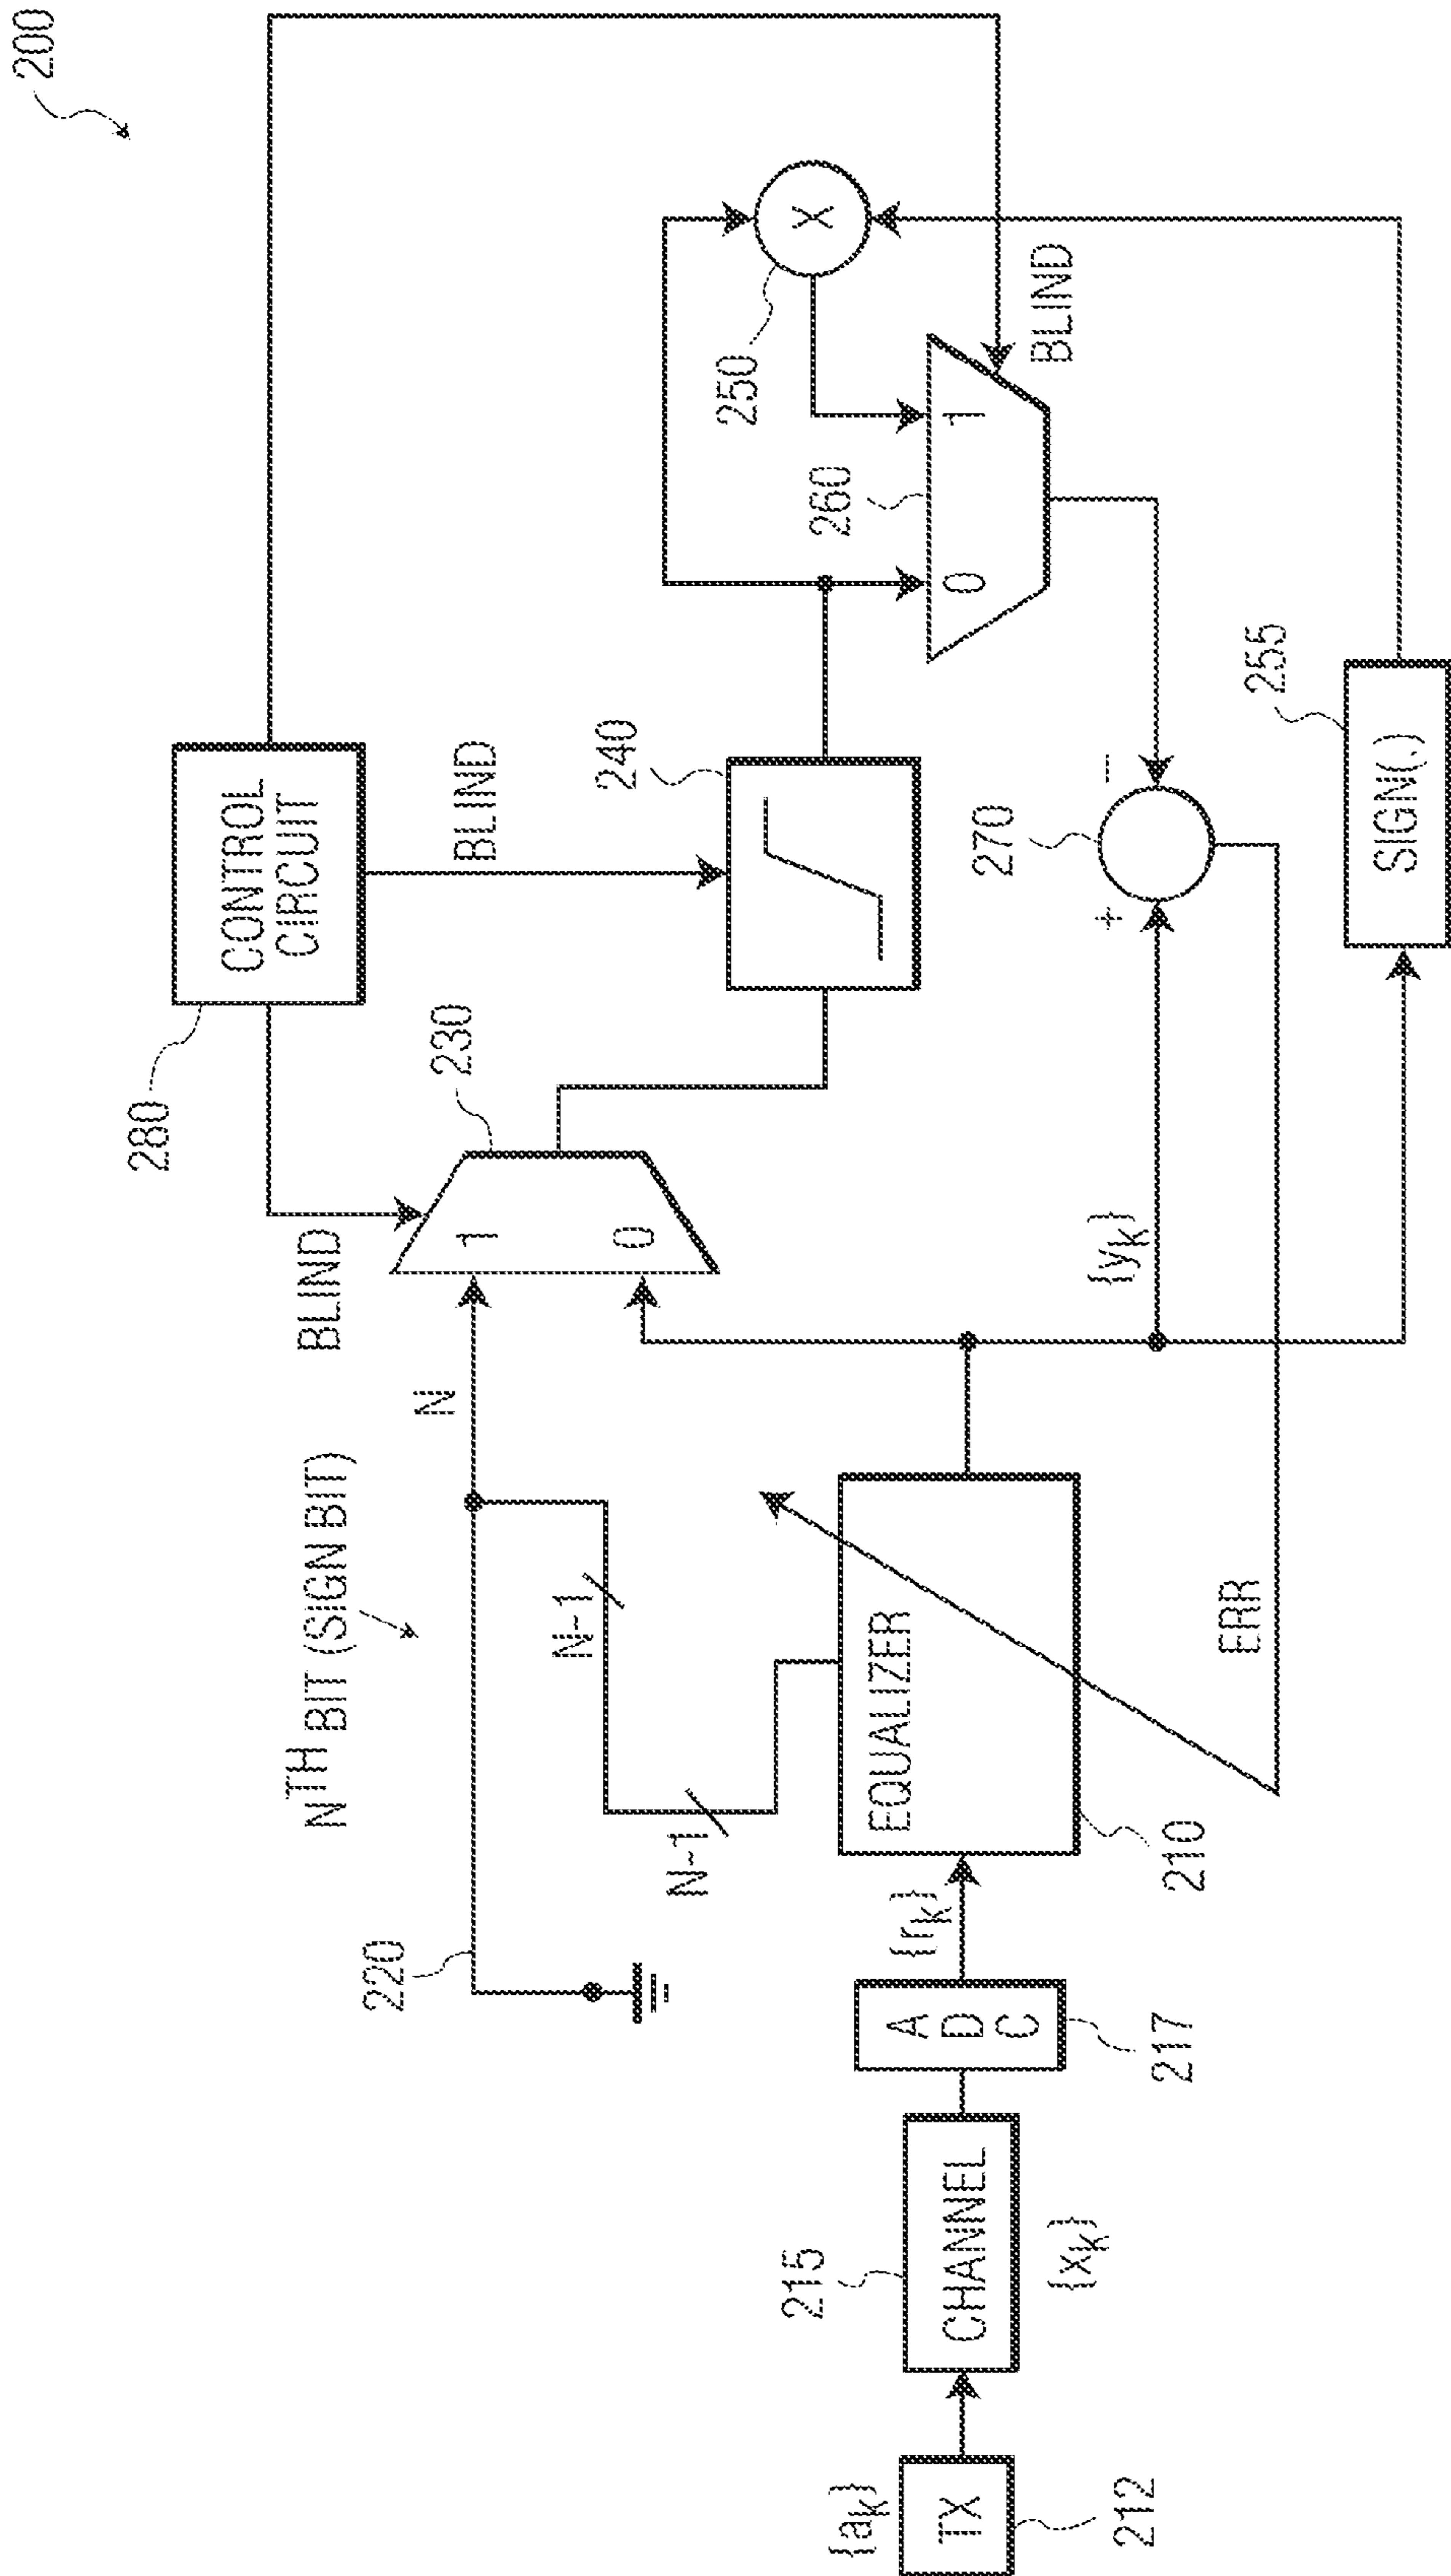 200
CONTROL
CIRCUIT
280
BLIND
BLIND
BLIND
N
N^TH BIT (SIGN BIT)
230
1
0
240
250
X
260
0
1
220
N-1
N-1
EQUALIZER
210
{y_k}
270
+
-
255
SIGN(.)
ERR
{a_k}
TX
212
215
CHANNEL
{x_k}
A
D
C
217
{r_k}